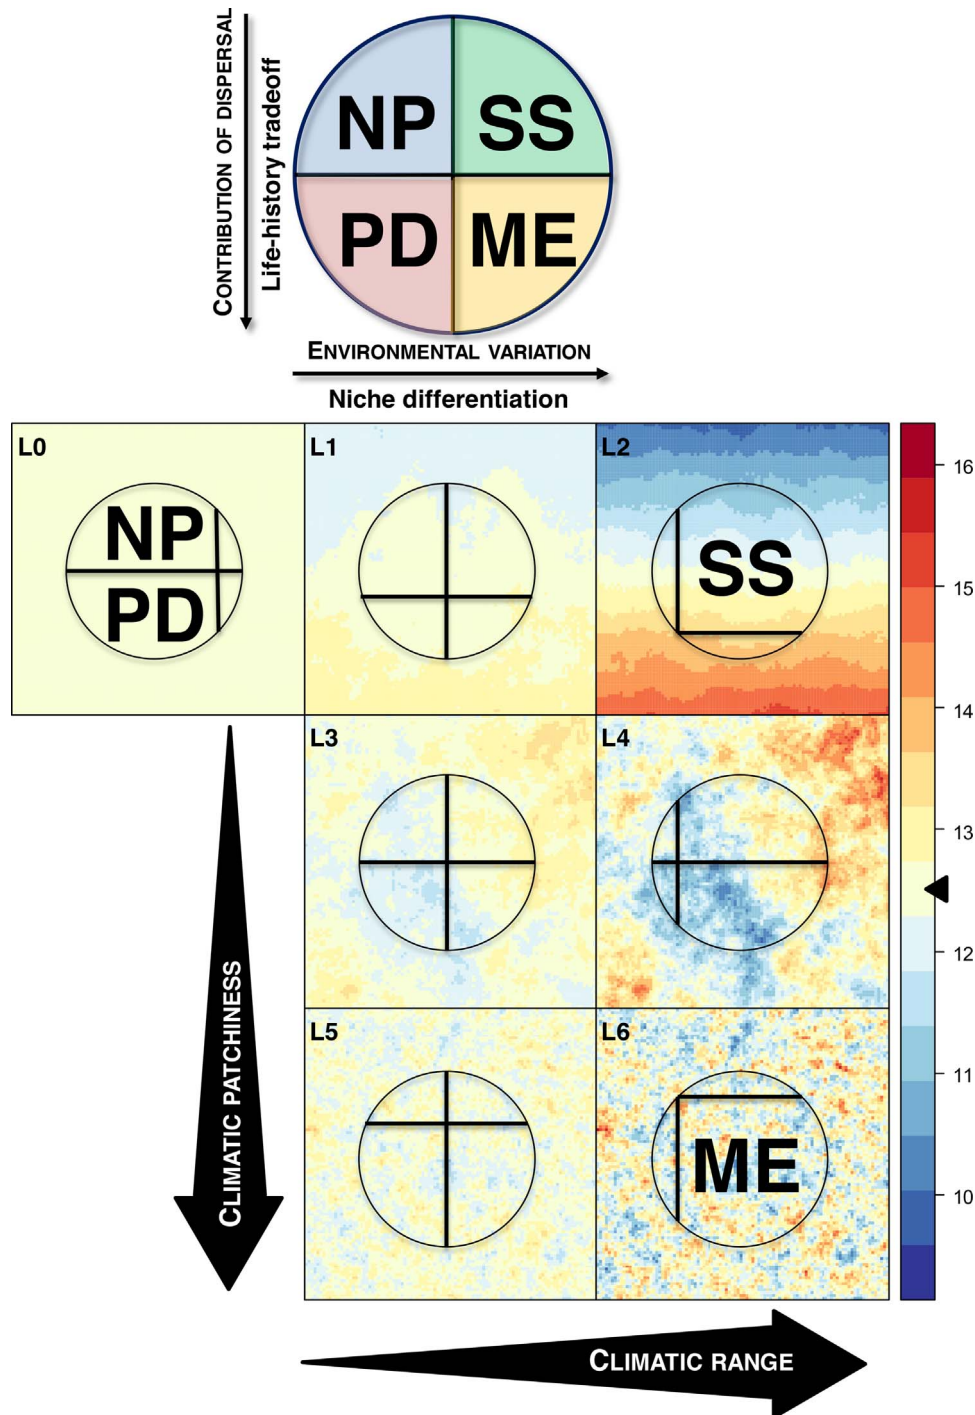 CONTRIBUTION OF DISPERSAL
Life-history tradeoff
NP
SS
PD
ME
ENVIRONMENTAL VARIATION
Niche differentiation
L0
NP
PD
L1
L2
SS
L3
L4
L5
L6
ME
16
15
14
13
12
11
10
CLIMATIC PATCHINESS
CLIMATIC RANGE